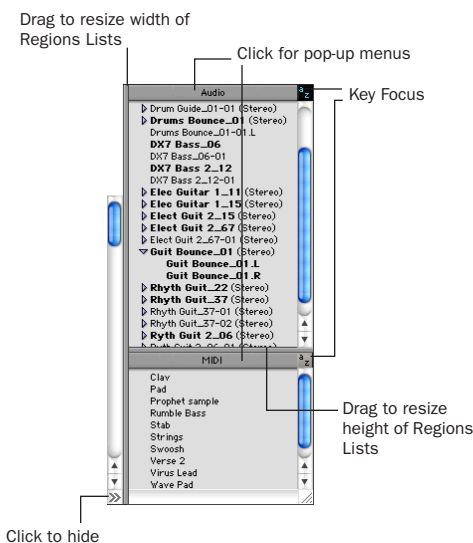 Drag to resize width of
Regions Lists
Click for pop-up menus
Key Focus
Audio
a z
Drum Guide_01-01 (Stereo)
Drums Bounce_01 (Stereo)
Drums Bounce_01-01.L
DX7 Bass_06
DX7 Bass_06-01
DX7 Bass 2_12
DX7 Bass 2_12-01
Elec Guitar 1_11 (Stereo)
Elec Guitar 1_15 (Stereo)
Elect Guit 2_15 (Stereo)
Elect Guit 2_67 (Stereo)
Elect Guit 2_67-01 (Stereo)
Guit Bounce_01 (Stereo)
Guit Bounce_01.L
Guit Bounce_01.R
Rhyth Guit_22 (Stereo)
Rhyth Guit_37 (Stereo)
Rhyth Guit_37-01 (Stereo)
Rhyth Guit_37-02 (Stereo)
Ryth Guit 2_06 (Stereo)
MIDI
a z
Clav
Pad
Prophet sample
Rumble Bass
Stab
Strings
Swoosh
Verse 2
Virus Lead
Wave Pad
Drag to resize
height of Regions
Lists
Click to hide